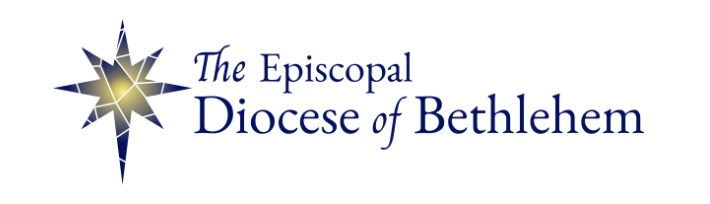 The Episcopal
Diocese of Bethlehem